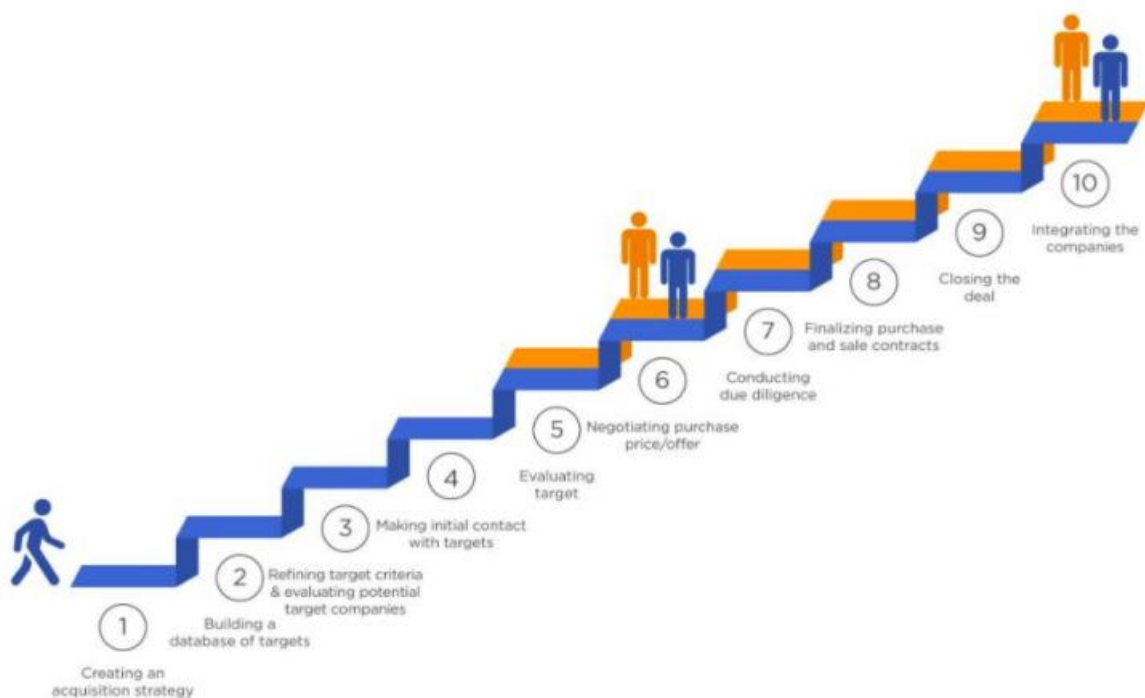 1
Creating an
acquisition strategy
2
Building a
database of targets
3
Refining target criteria
& evaluating potential
target companies
4
Making initial contact
with targets
5
Evaluating
target
6
Negotiating purchase
price/offer
7
Conducting
due diligence
8
Finalizing purchase
and sale contracts
9
Closing the
deal
10
Integrating the
companies